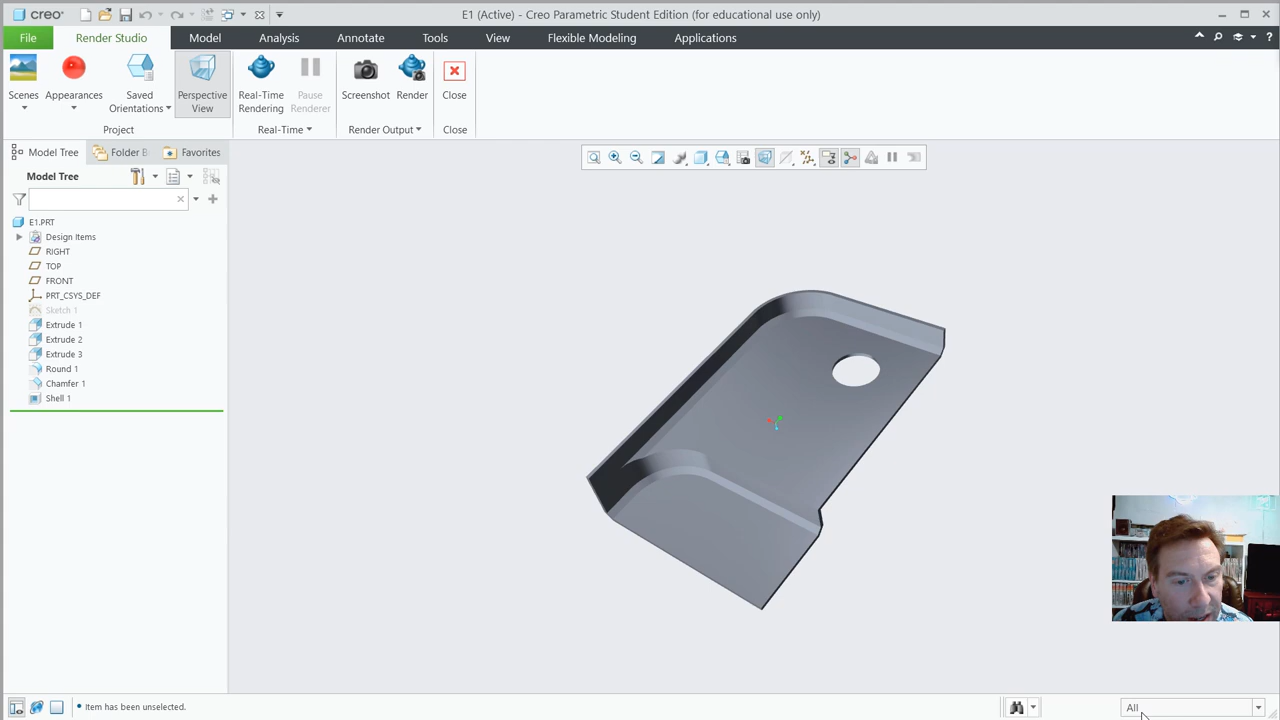 creo
E1 (Active) - Creo Parametric Student Edition (for educational use only)
File
Render Studio
Model
Analysis
Annotate
Tools
View
Flexible Modeling
Applications
Scenes
Appearances
Saved Orientations
Perspective View
Real-Time Rendering
Pause Renderer
Screenshot
Render
Close
Project
Real-Time
Render Output
Close
Model Tree
Folder B
Favorites
Model Tree
E1.PRT
Design Items
RIGHT
TOP
FRONT
PRT_CSYS_DEF
Sketch 1
Extrude 1
Extrude 2
Extrude 3
Round 1
Chamfer 1
Shell 1
• Item has been unselected.
All